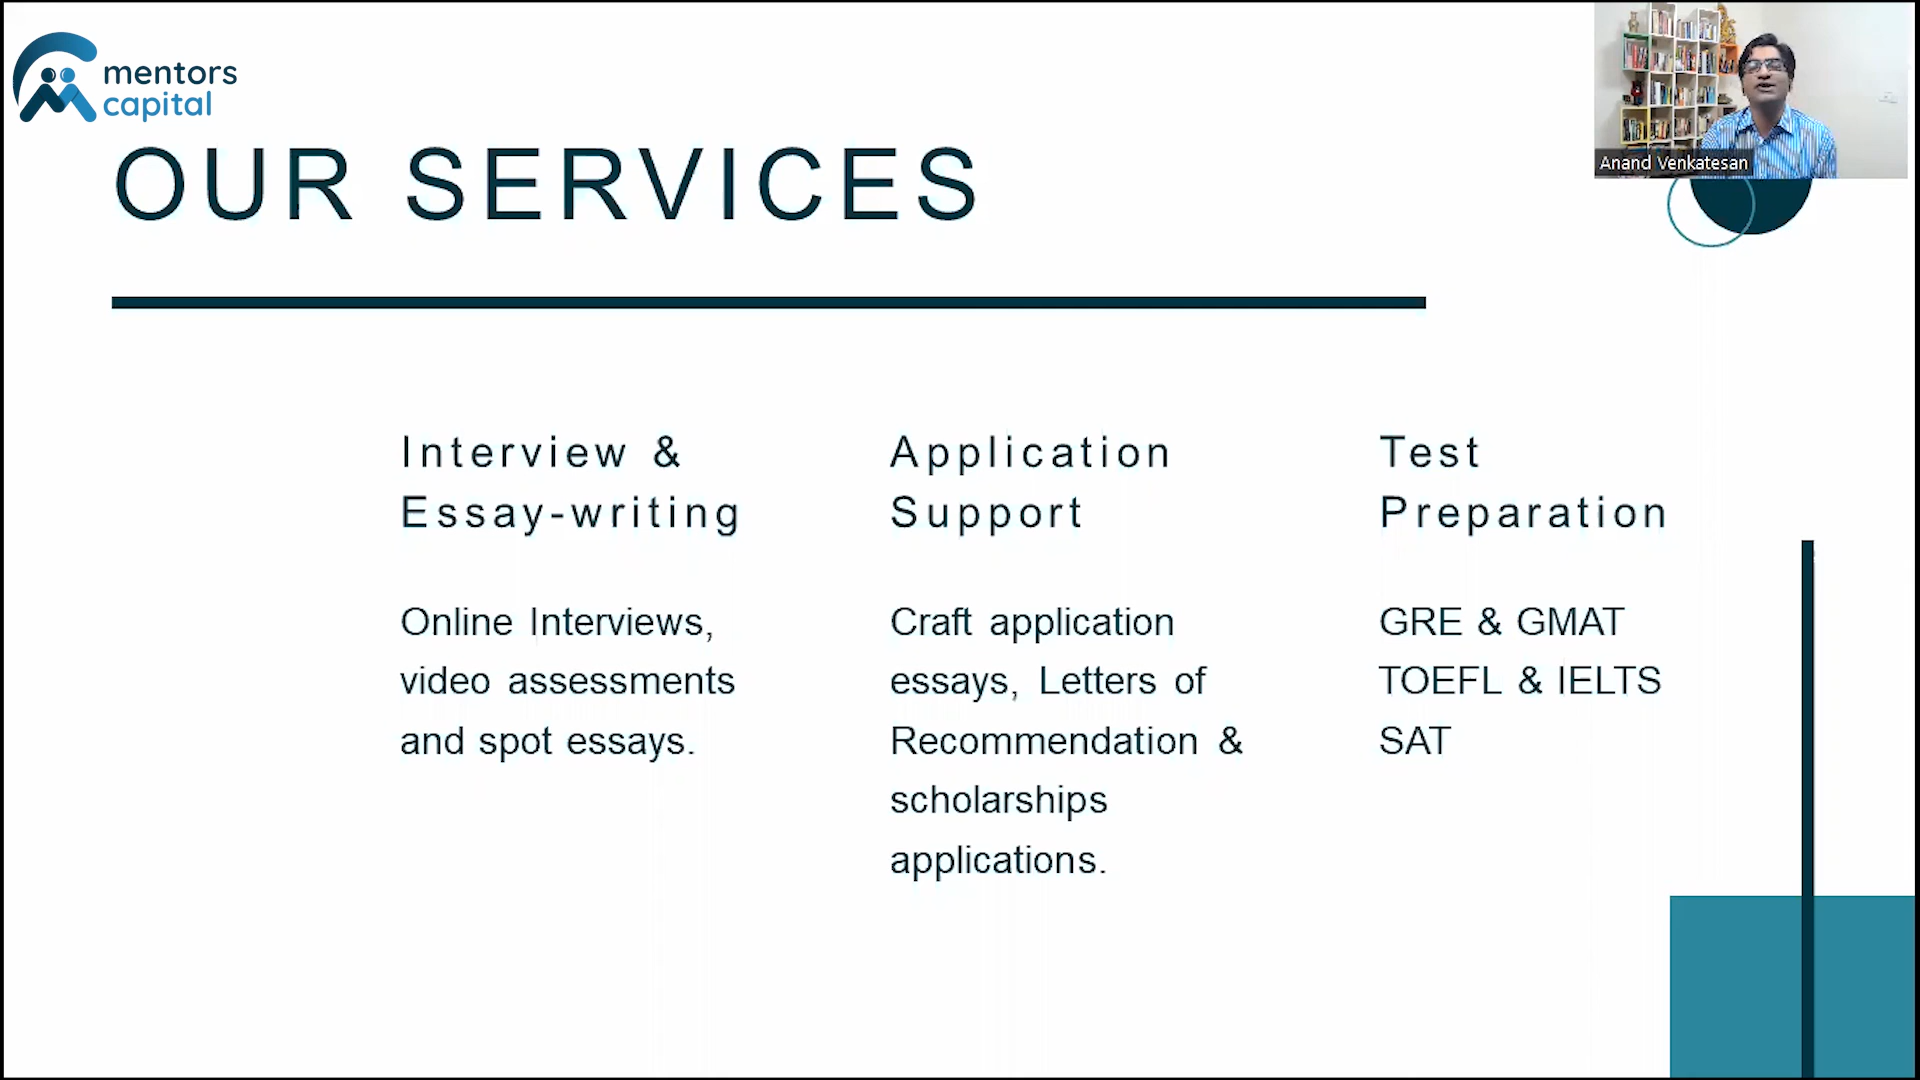 mentors
capital
Anand Venkatesan
OUR SERVICES
Interview &
Essay-writing
Online Interviews,
video assessments
and spot essays.
Application
Support
Craft application
essays, Letters of
Recommendation &
scholarships
applications.
Test
Preparation
GRE & GMAT
TOEFL & IELTS
SAT